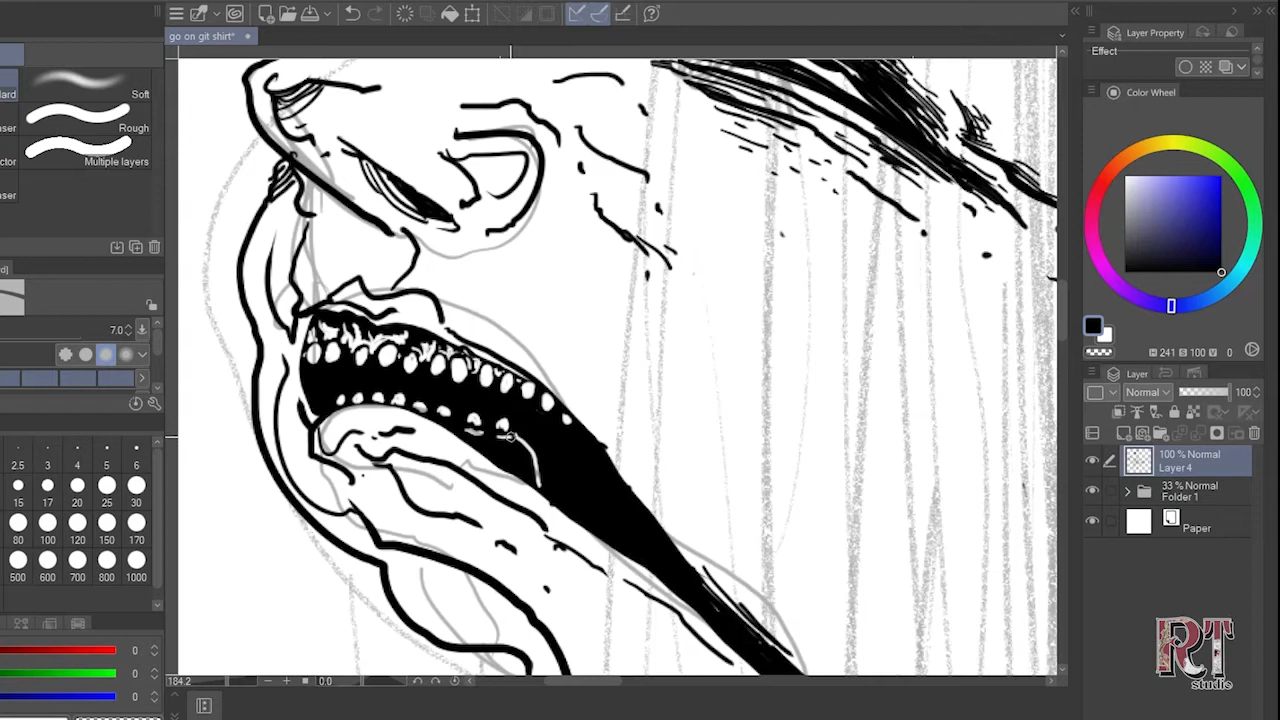 go on git shirt*
Layer Property
Effect
Color Wheel
Soft
Rough
Multiple layers
7.0
H 241 S 100 V 0
Layer
Normal
100
100 % Normal
Layer 4
33 % Normal
Folder 1
Paper
2.5 3 4 5 6
15 17 20 25 30
80 100 120 150 170
500 600 700 800 1000
0
0
0
184.2
0.0
RT
studio